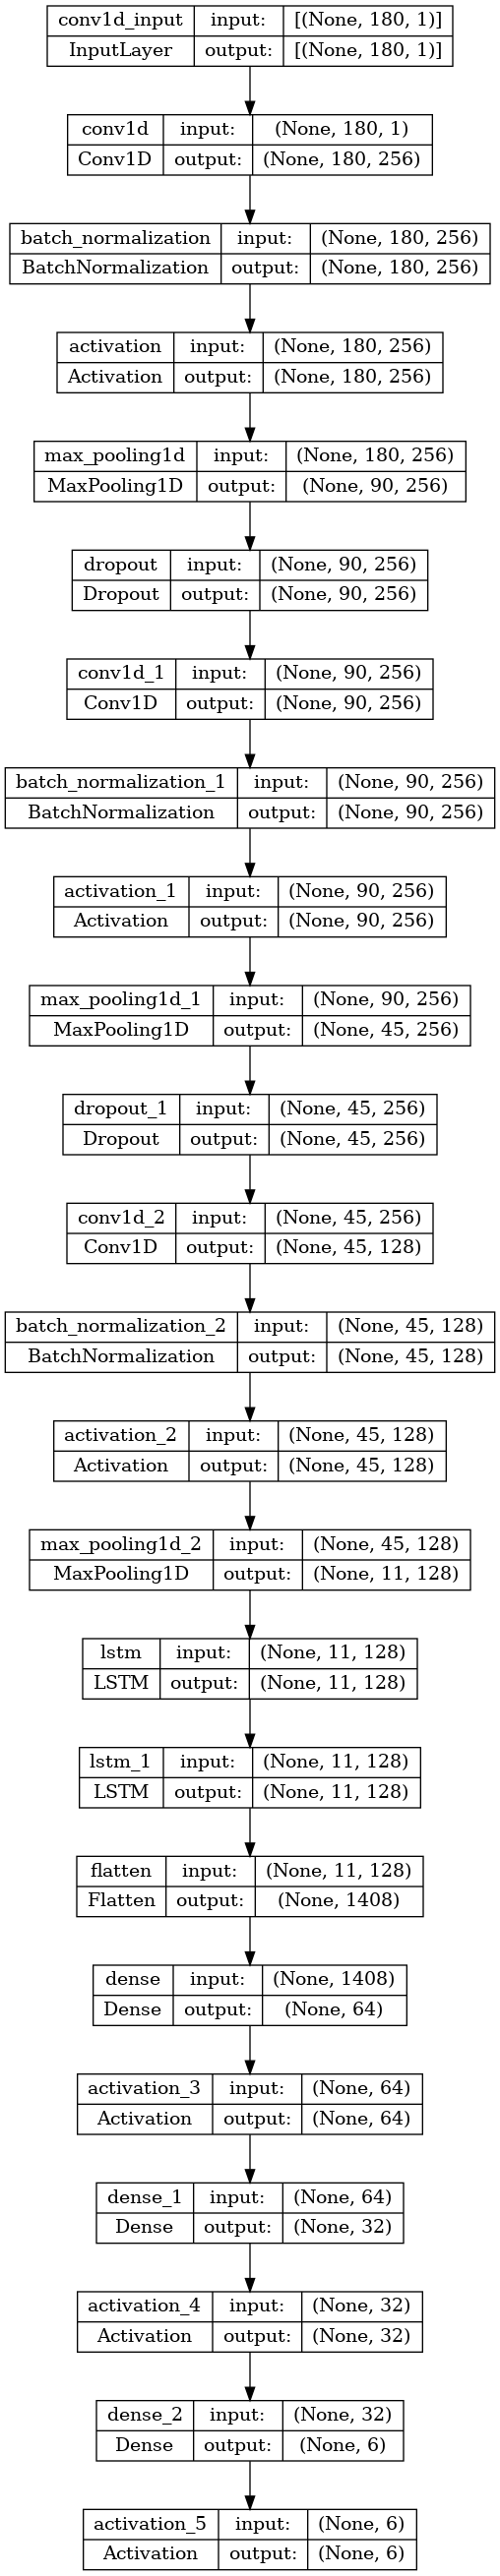 conv1d_input input: [(None, 180, 1)]
InputLayer output: [(None, 180, 1)]
conv1d input: (None, 180, 1)
Conv1D output: (None, 180, 256)
batch_normalization input: (None, 180, 256)
BatchNormalization output: (None, 180, 256)
activation input: (None, 180, 256)
Activation output: (None, 180, 256)
max_pooling1d input: (None, 180, 256)
MaxPooling1D output: (None, 90, 256)
dropout input: (None, 90, 256)
Dropout output: (None, 90, 256)
conv1d_1 input: (None, 90, 256)
Conv1D output: (None, 90, 256)
batch_normalization_1 input: (None, 90, 256)
BatchNormalization output: (None, 90, 256)
activation_1 input: (None, 90, 256)
Activation output: (None, 90, 256)
max_pooling1d_1 input: (None, 90, 256)
MaxPooling1D output: (None, 45, 256)
dropout_1 input: (None, 45, 256)
Dropout output: (None, 45, 256)
conv1d_2 input: (None, 45, 256)
Conv1D output: (None, 45, 128)
batch_normalization_2 input: (None, 45, 128)
BatchNormalization output: (None, 45, 128)
activation_2 input: (None, 45, 128)
Activation output: (None, 45, 128)
max_pooling1d_2 input: (None, 45, 128)
MaxPooling1D output: (None, 11, 128)
lstm input: (None, 11, 128)
LSTM output: (None, 11, 128)
lstm_1 input: (None, 11, 128)
LSTM output: (None, 11, 128)
flatten input: (None, 11, 128)
Flatten output: (None, 1408)
dense input: (None, 1408)
Dense output: (None, 64)
activation_3 input: (None, 64)
Activation output: (None, 64)
dense_1 input: (None, 64)
Dense output: (None, 32)
activation_4 input: (None, 32)
Activation output: (None, 32)
dense_2 input: (None, 32)
Dense output: (None, 6)
activation_5 input: (None, 6)
Activation output: (None, 6)